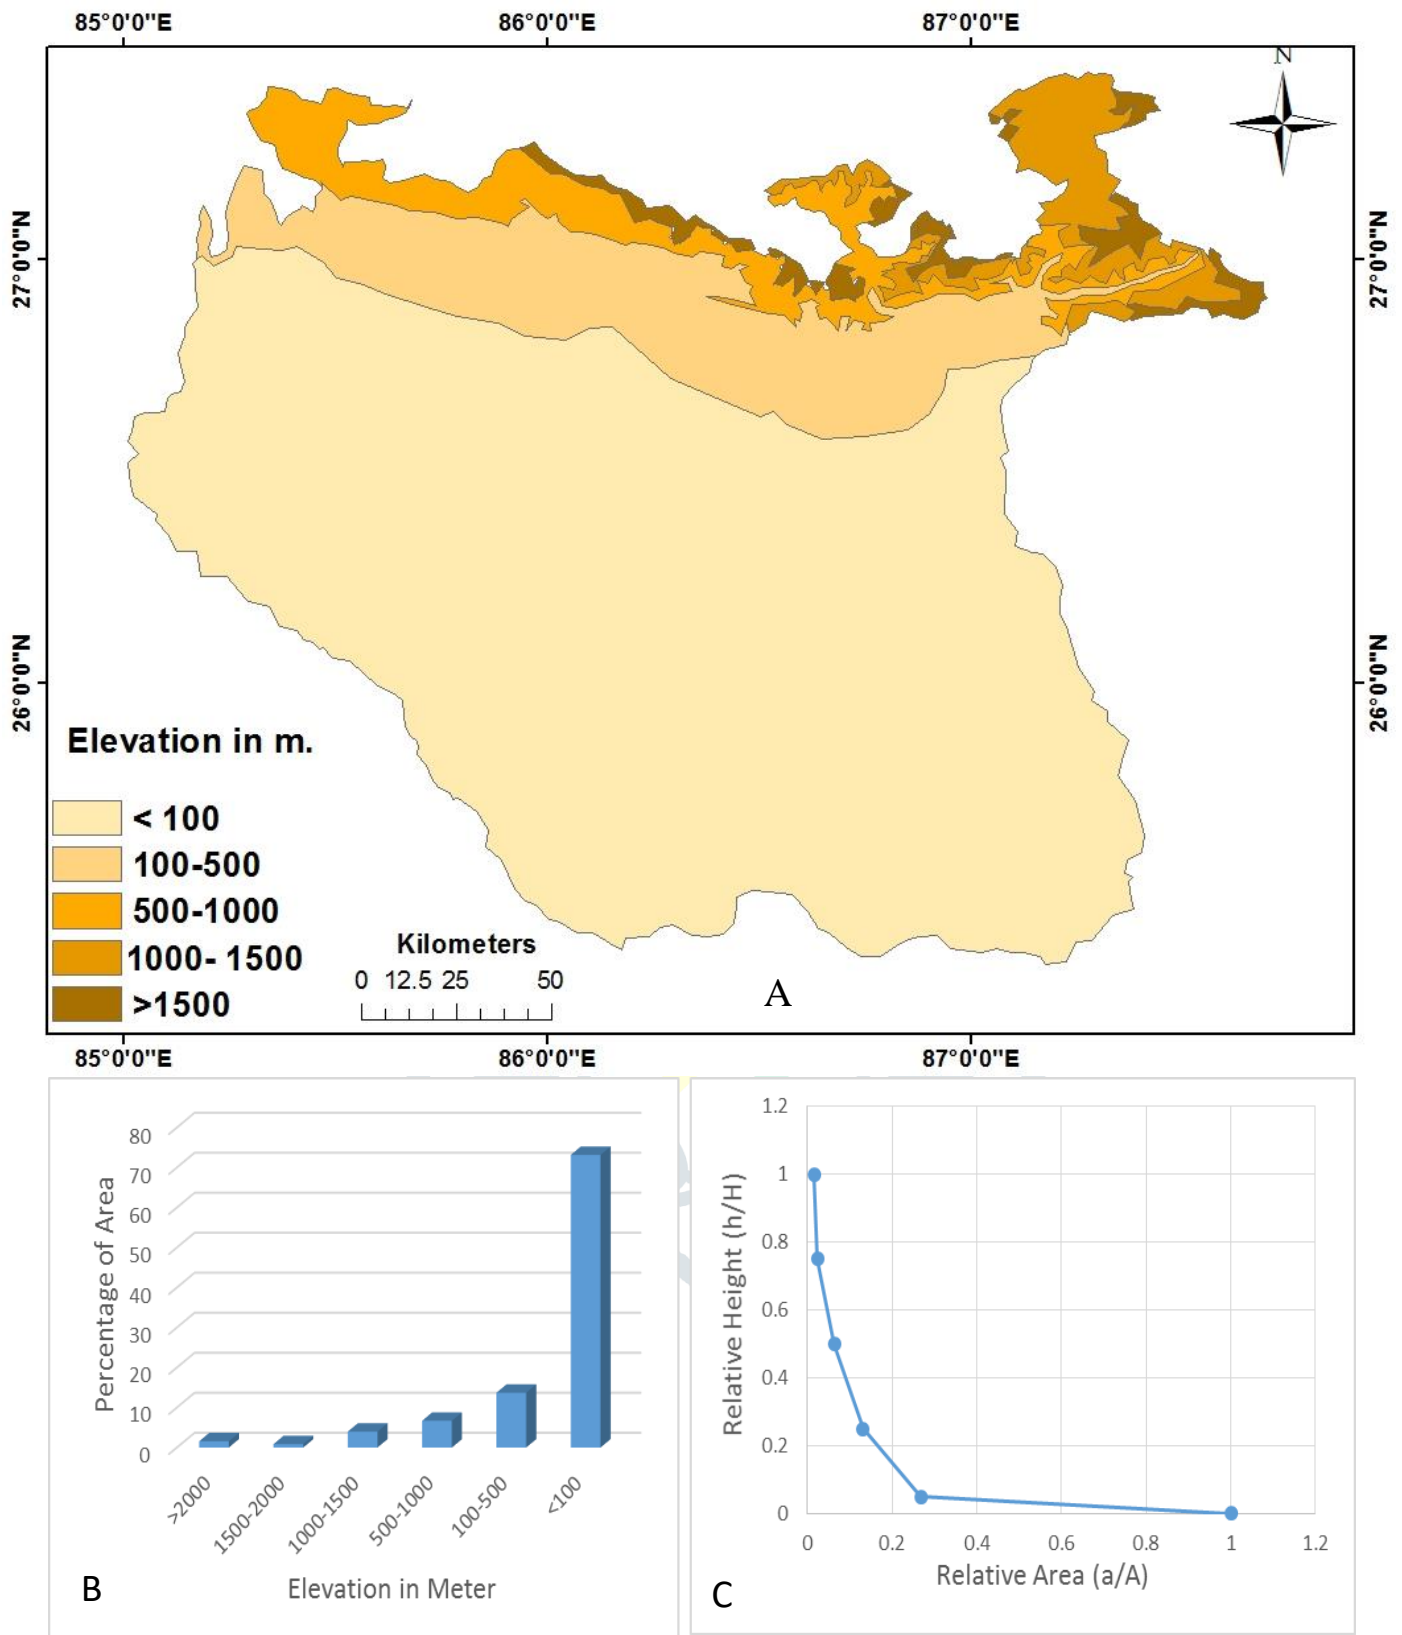 85°0'0"E 86°0'0"E 87°0'0"E
N
27°0'0"N
27°0'0"N
26°0'0"N
26°0'0"N
Elevation in m.
< 100
100-500
500-1000
1000- 1500
>1500
Kilometers
0 12.5 25 50
A
85°0'0"E 86°0'0"E 87°0'0"E
80
70
60
50
40
30
20
10
0
Percentage of Area
>2000
1500-2000
1000-1500
500-1000
100-500
<100
Elevation in Meter
B
1.2
1
0.8
0.6
0.4
0.2
0
Relative Height (h/H)
0 0.2 0.4 0.6 0.8 1 1.2
Relative Area (a/A)
C